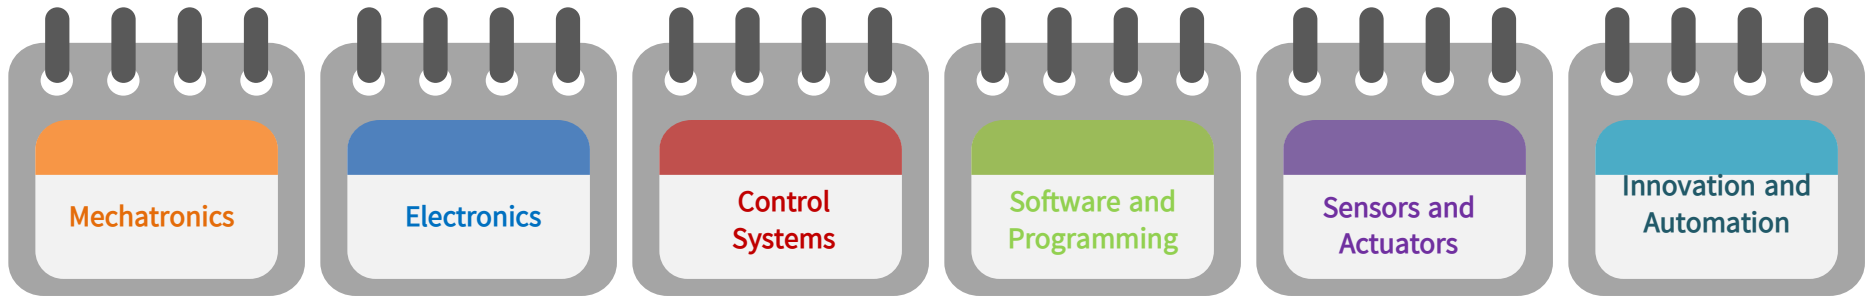 Mechatronics
Electronics
Control
Systems
Software and
Programming
Sensors and
Actuators
Innovation and
Automation